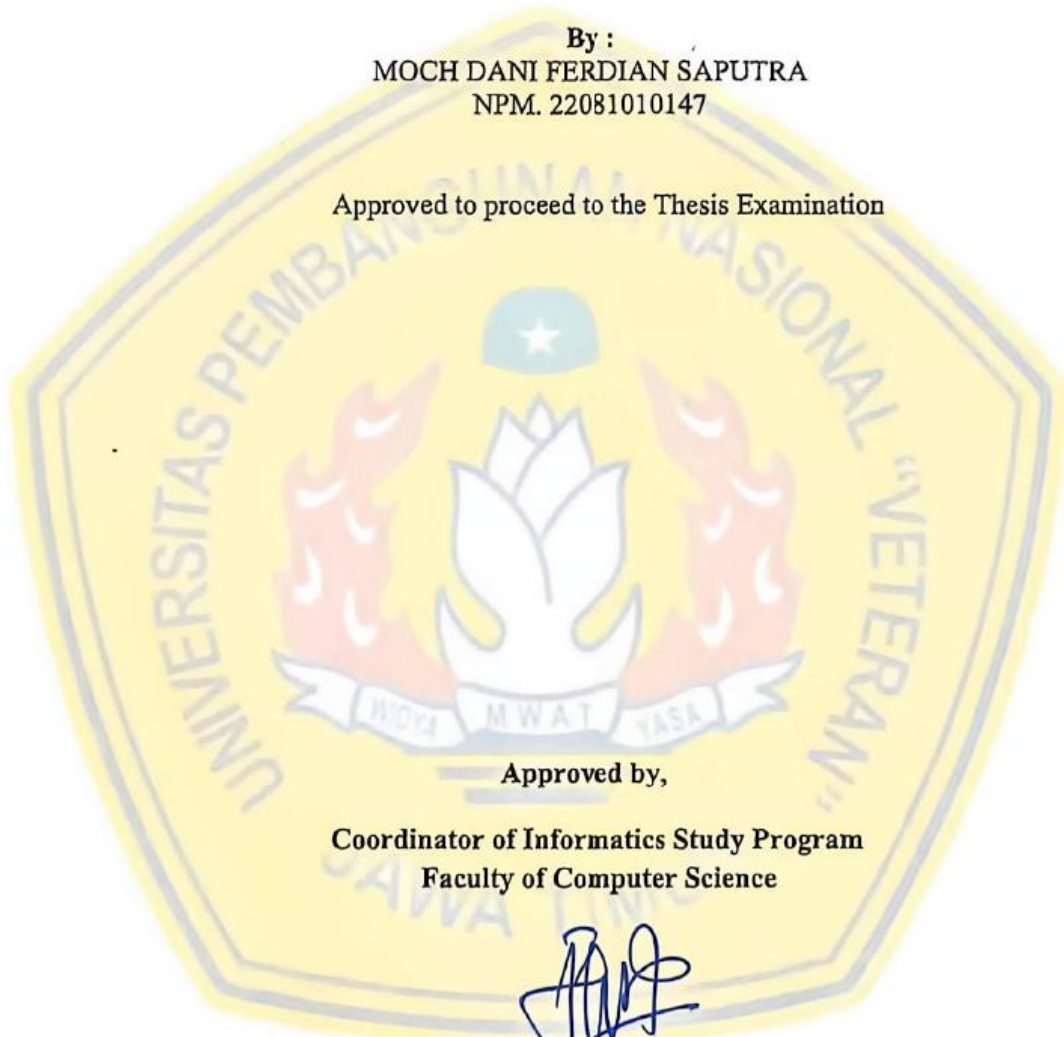 By :
MOCH DANI FERDIAN SAPUTRA
NPM. 22081010147
Approved to proceed to the Thesis Examination
UNIVERSITAS PEMBANGUNAN NASIONAL “VETERAN”
WIDYA MWAT YASA
Approved by,
Coordinator of Informatics Study Program
Faculty of Computer Science
JAWA TIMUR